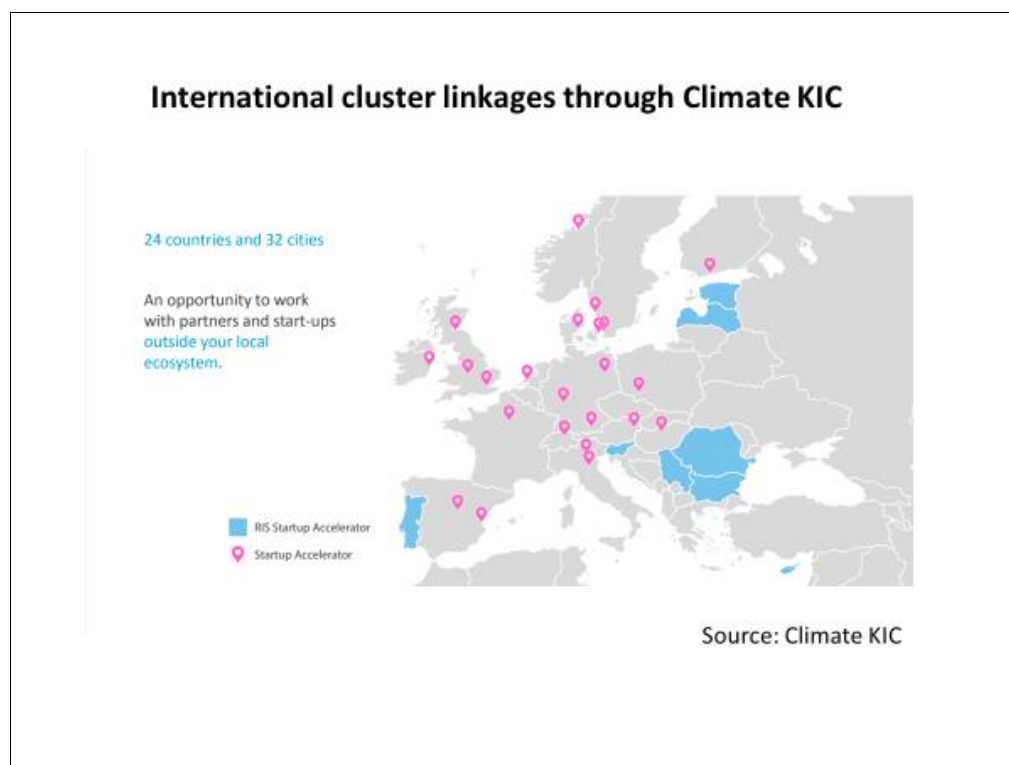 International cluster linkages through Climate KIC
24 countries and 32 cities
An opportunity to work
with partners and start-ups
outside your local
ecosystem.
RIS Startup Accelerator
Startup Accelerator
Source: Climate KIC